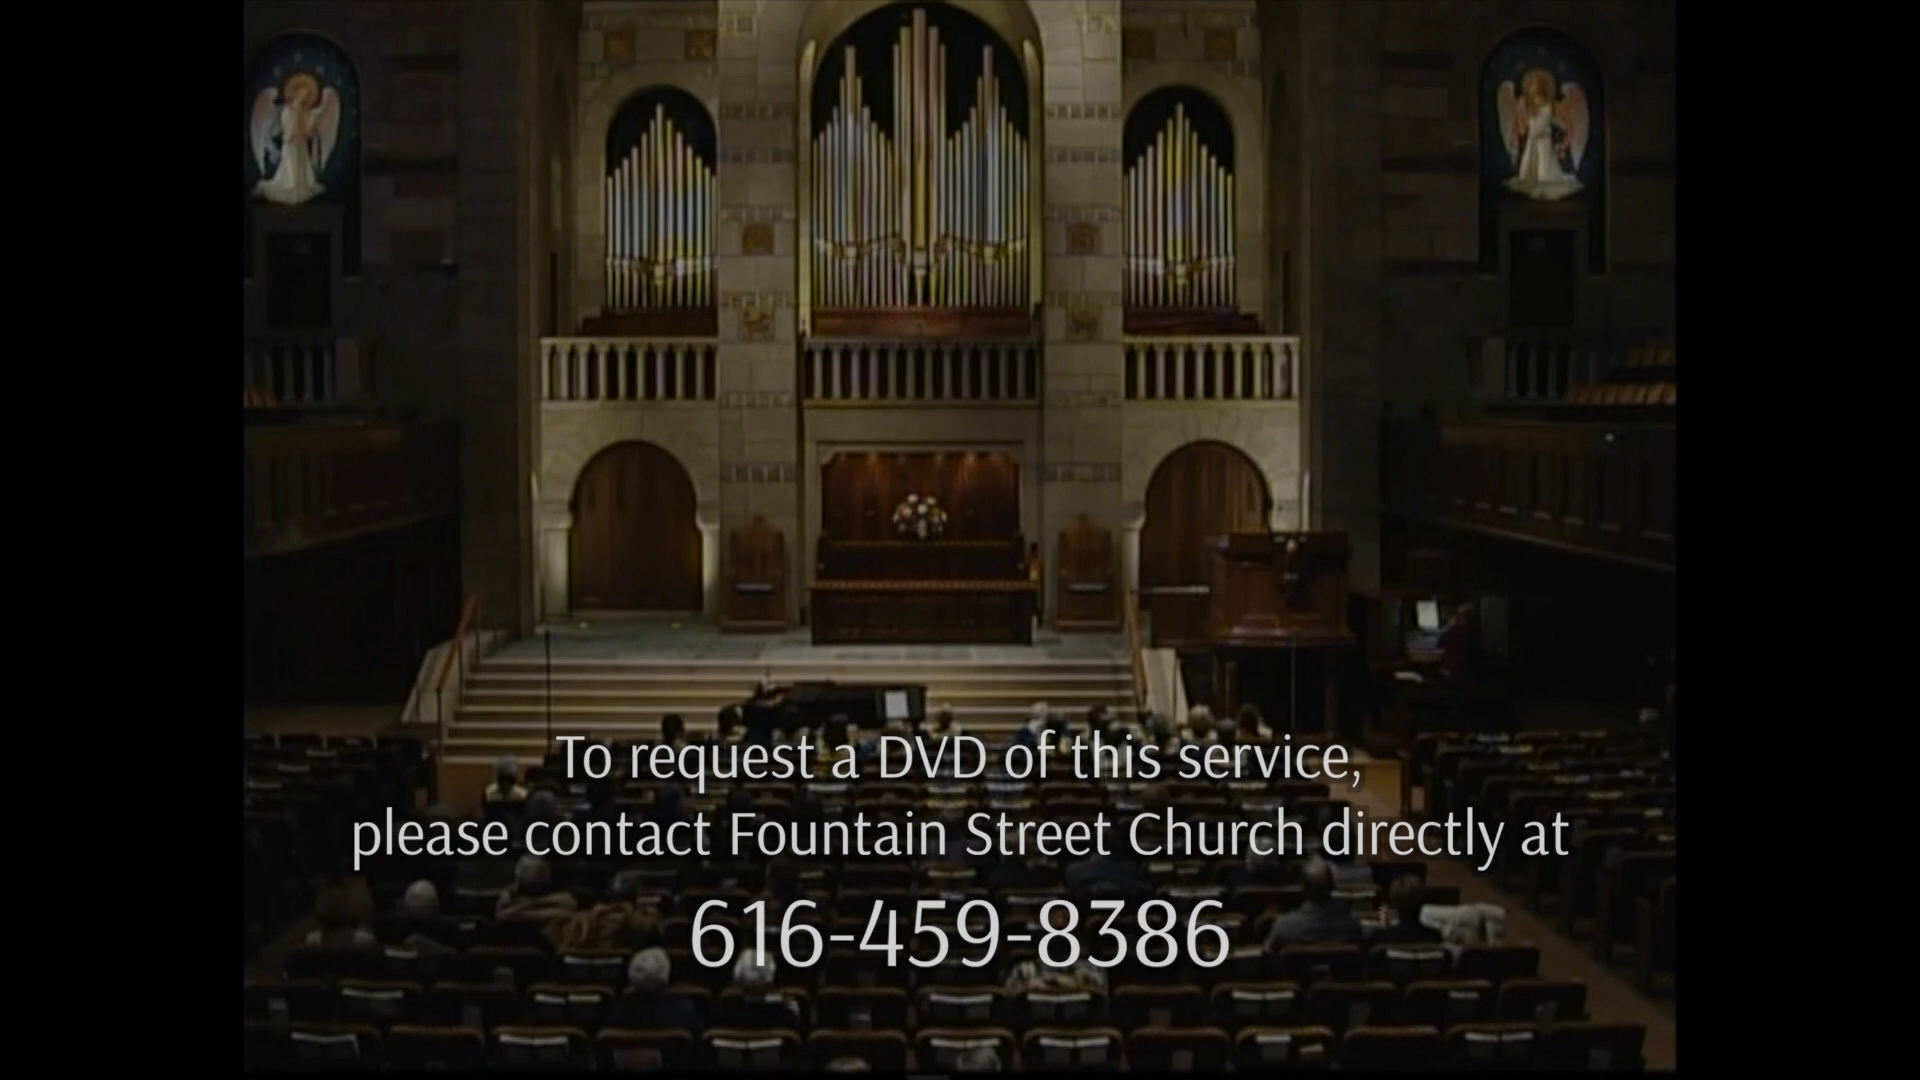 To request a DVD of this service,
please contact Fountain Street Church directly at
616-459-8386